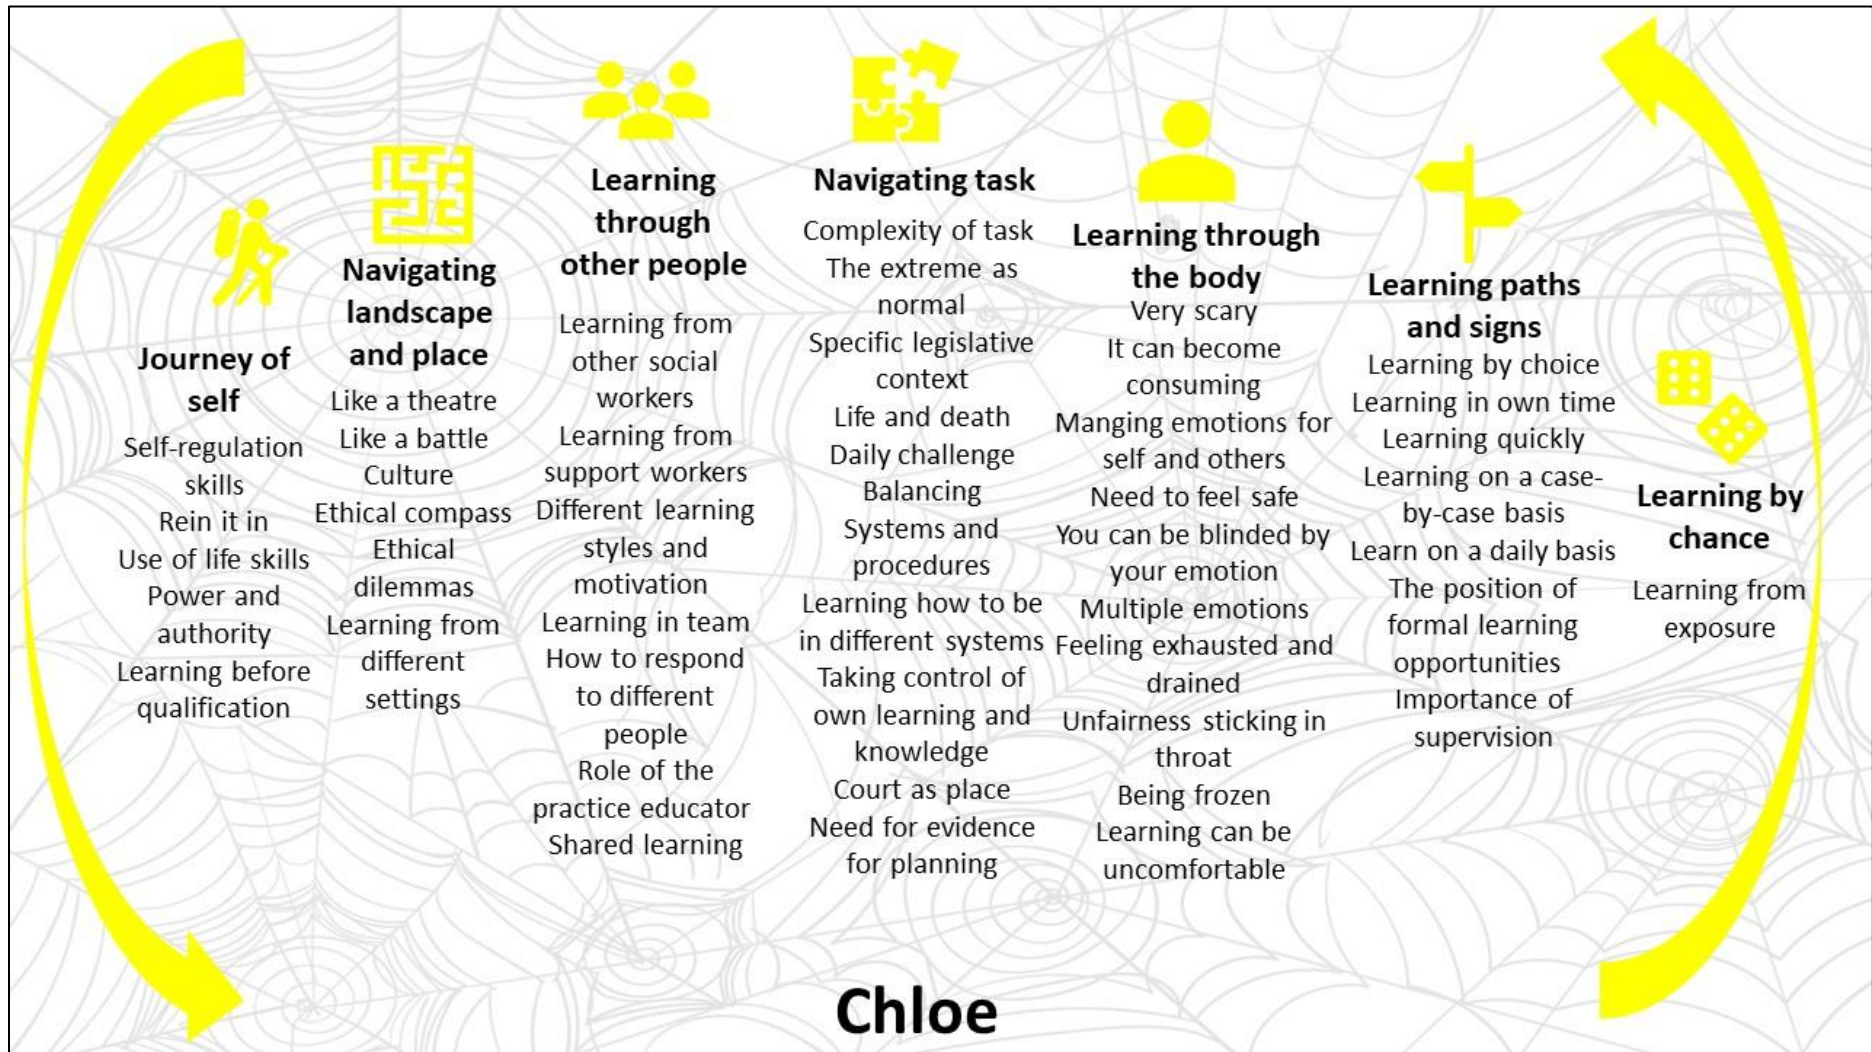 Journey of
self
Self-regulation
skills
Rein it in
Use of life skills
Power and
authority
Learning before
qualification
Navigating
landscape
and place
Like a theatre
Like a battle
Culture
Ethical compass
Ethical
dilemmas
Learning from
different
settings
Learning
through
other people
Learning from
other social
workers
Learning from
support workers
Different learning
styles and
motivation
Learning in team
How to respond
to different
people
Role of the
practice educator
Shared learning
Navigating task
Complexity of task
The extreme as
normal
Specific legislative
context
Life and death
Daily challenge
Balancing
Systems and
procedures
Learning how to be
in different systems
Taking control of
own learning and
knowledge
Court as place
Need for evidence
for planning
Learning through
the body
Very scary
It can become
consuming
Manging emotions for
self and others
Need to feel safe
You can be blinded by
your emotion
Multiple emotions
Feeling exhausted and
drained
Unfairness sticking in
throat
Being frozen
Learning can be
uncomfortable
Learning paths
and signs
Learning by choice
Learning in own time
Learning quickly
Learning on a case-
by-case basis
Learn on a daily basis
The position of
formal learning
opportunities
Importance of
supervision
Learning by
chance
Learning from
exposure
Chloe